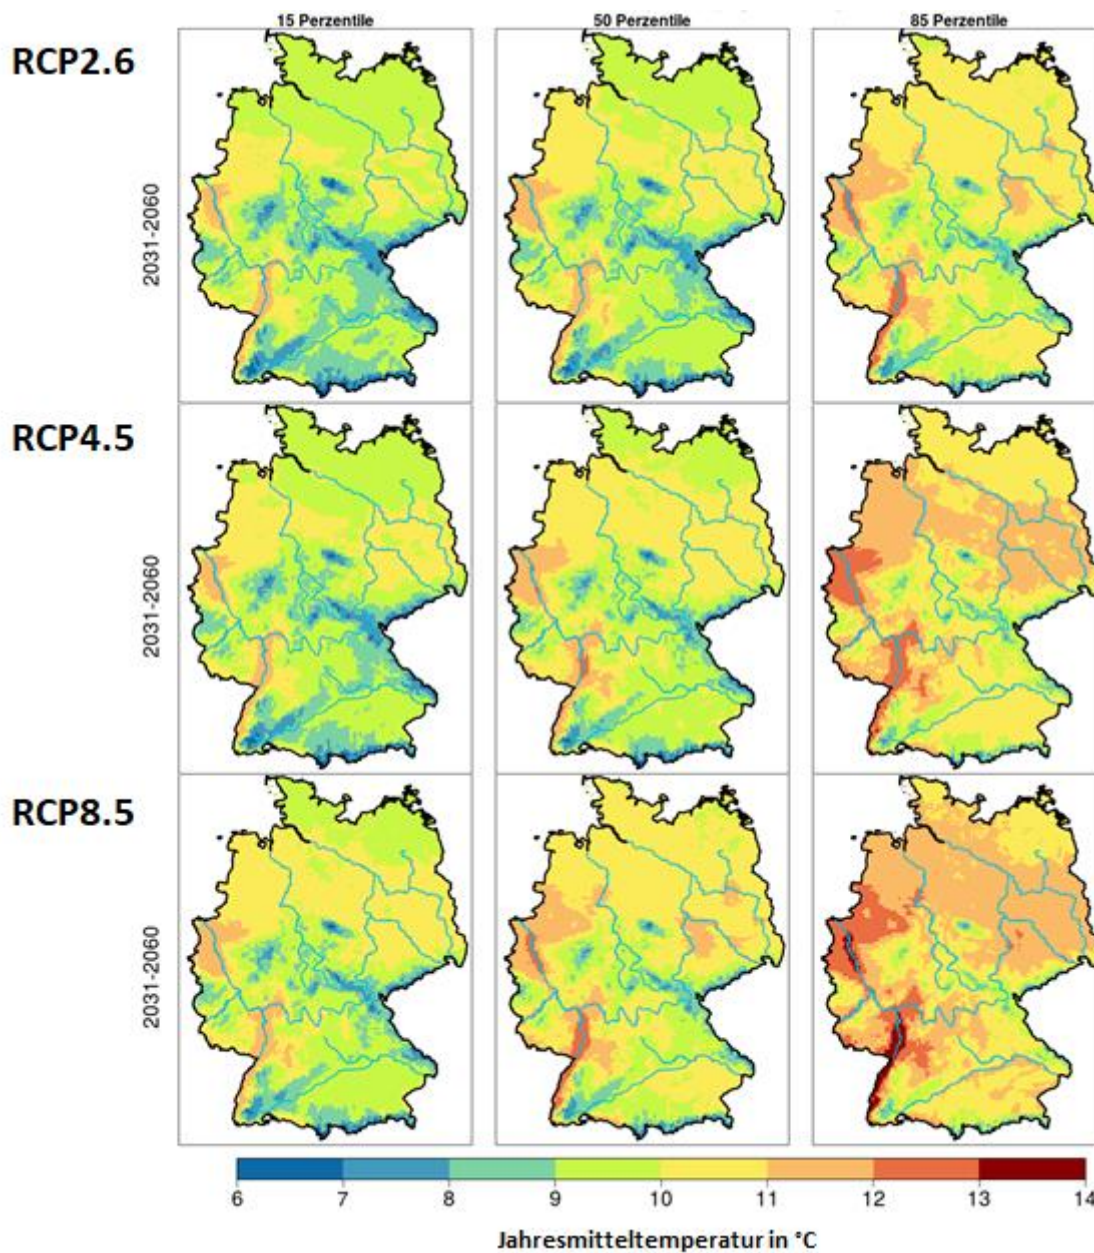 15 Perzentile 50 Perzentile 85 Perzentile
RCP2.6
2031-2060
RCP4.5
2031-2060
RCP8.5
2031-2060
6 7 8 9 10 11 12 13 14
Jahresmitteltemperatur in °C